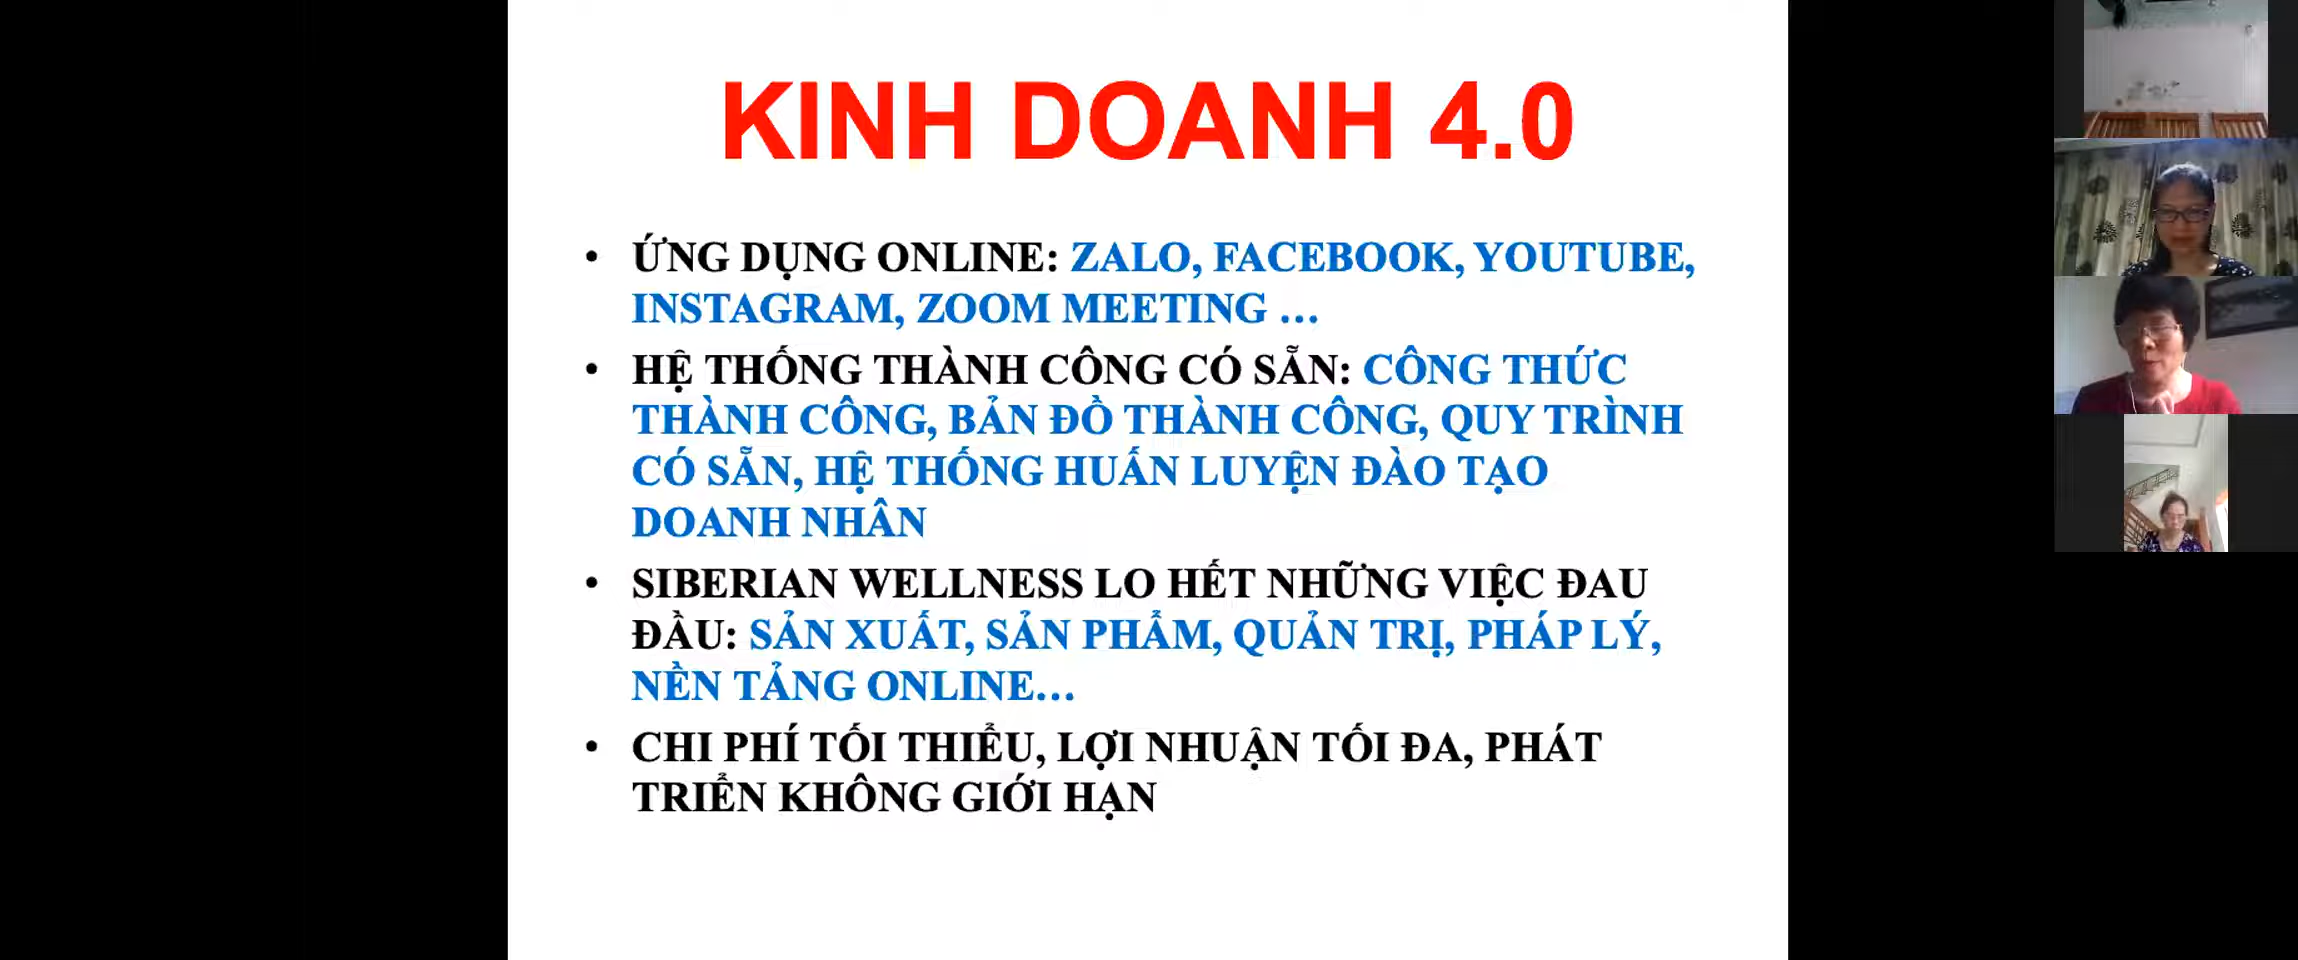 KINH DOANH 4.0
• ỨNG DỤNG ONLINE: ZALO, FACEBOOK, YOUTUBE,
INSTAGRAM, ZOOM MEETING …
• HỆ THỐNG THÀNH CÔNG CÓ SẴN: CÔNG THỨC
THÀNH CÔNG, BẢN ĐỒ THÀNH CÔNG, QUY TRÌNH
CÓ SẴN, HỆ THỐNG HUẤN LUYỆN ĐÀO TẠO
DOANH NHÂN
• SIBERIAN WELLNESS LO HẾT NHỮNG VIỆC ĐAU
ĐẦU: SẢN XUẤT, SẢN PHẨM, QUẢN TRỊ, PHÁP LÝ,
NỀN TẢNG ONLINE…
• CHI PHÍ TỐI THIỂU, LỢI NHUẬN TỐI ĐA, PHÁT
TRIỂN KHÔNG GIỚI HẠN